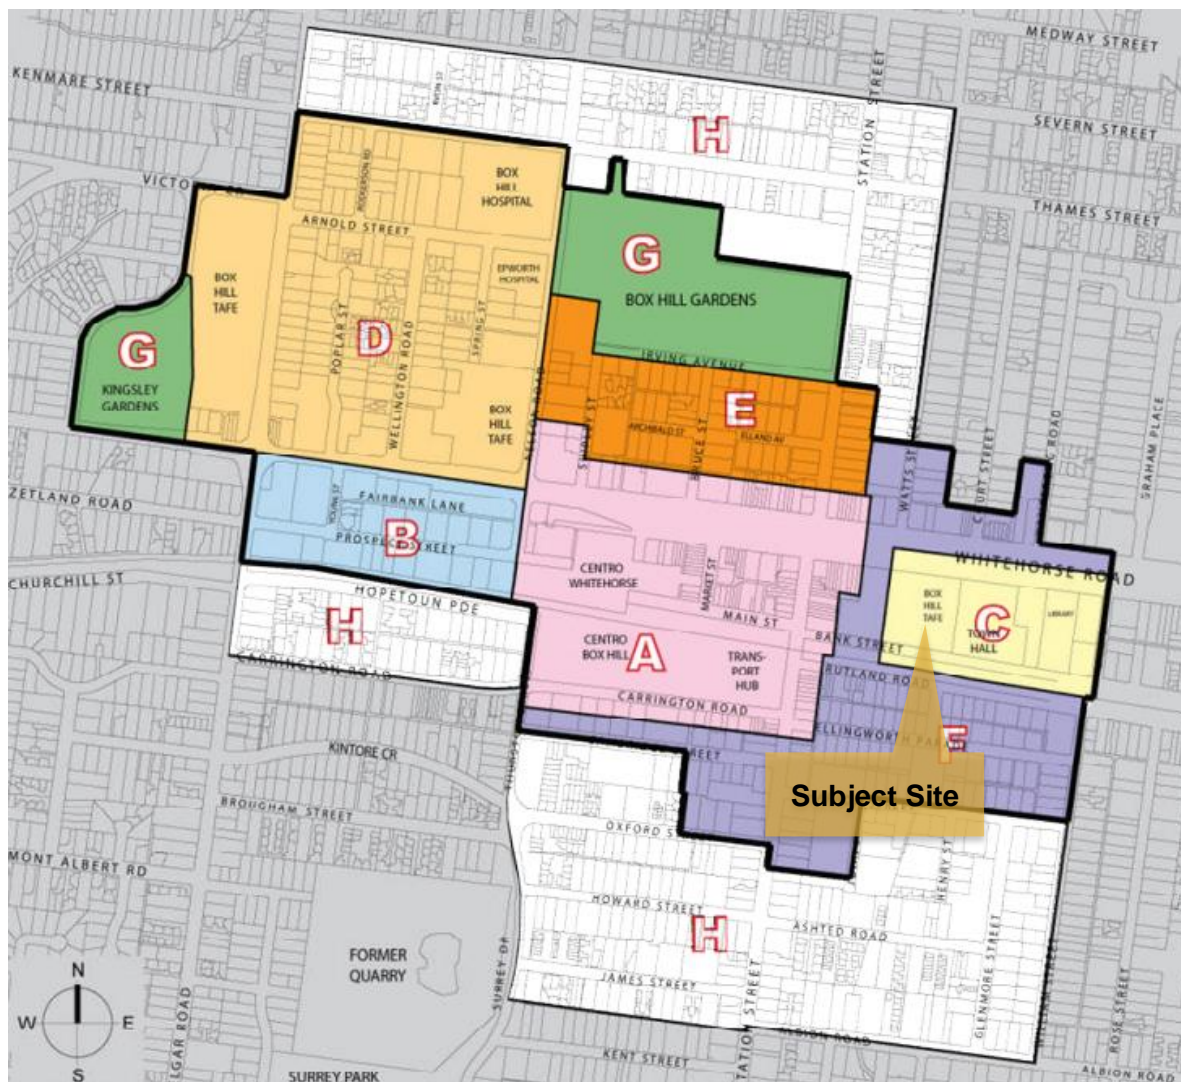 MEDWAY STREET
KENMARE STREET
SEVERN STREET
H
STATION STREET
THAMES STREET
BOX
HILL
HOSPITAL
ARNOLD STREET
G
BOX HILL GARDENS
EPWORTH
HOSPITAL
BOX
HILL
TAFE
POPLAR ST
D
WELLINGTON ROAD
SPRING ST
G
KINGSLEY
GARDENS
IRVING AVENUE
E
ARCHBALD ST
ELLAND AV
BRUCE ST
BOX
HILL
TAFE
GRAHAM PLACE
ZETLAND ROAD
FAIRBANK LANE
B
PROSPECT STREET
CHURCHILL ST
HOPETOUN PDE
H
CARRINGTON ROAD
CENTRO
WHITEHORSE
MARKET ST
MAIN ST
CENTRO
BOX HILL
A
TRANS-
PORT
HUB
CARRINGTON ROAD
WHITEHORSE ROAD
BOX
HILL
TAFE
C
LIBRARY
TOWN
HALL
BANK STREET
RUTLAND ROAD
Subject Site
KINTORE CR
BROUGHAM STREET
MONT ALBERT RD
OXFORD
HENRY ST
HOWARD STREET
H
ASHTED ROAD
JAMES STREET
GLENMORE STREET
FORMER
QUARRY
SURREY DR
ROSE STREET
KENT STREET
ALBION ROAD
SURREY PARK
N
W
E
S